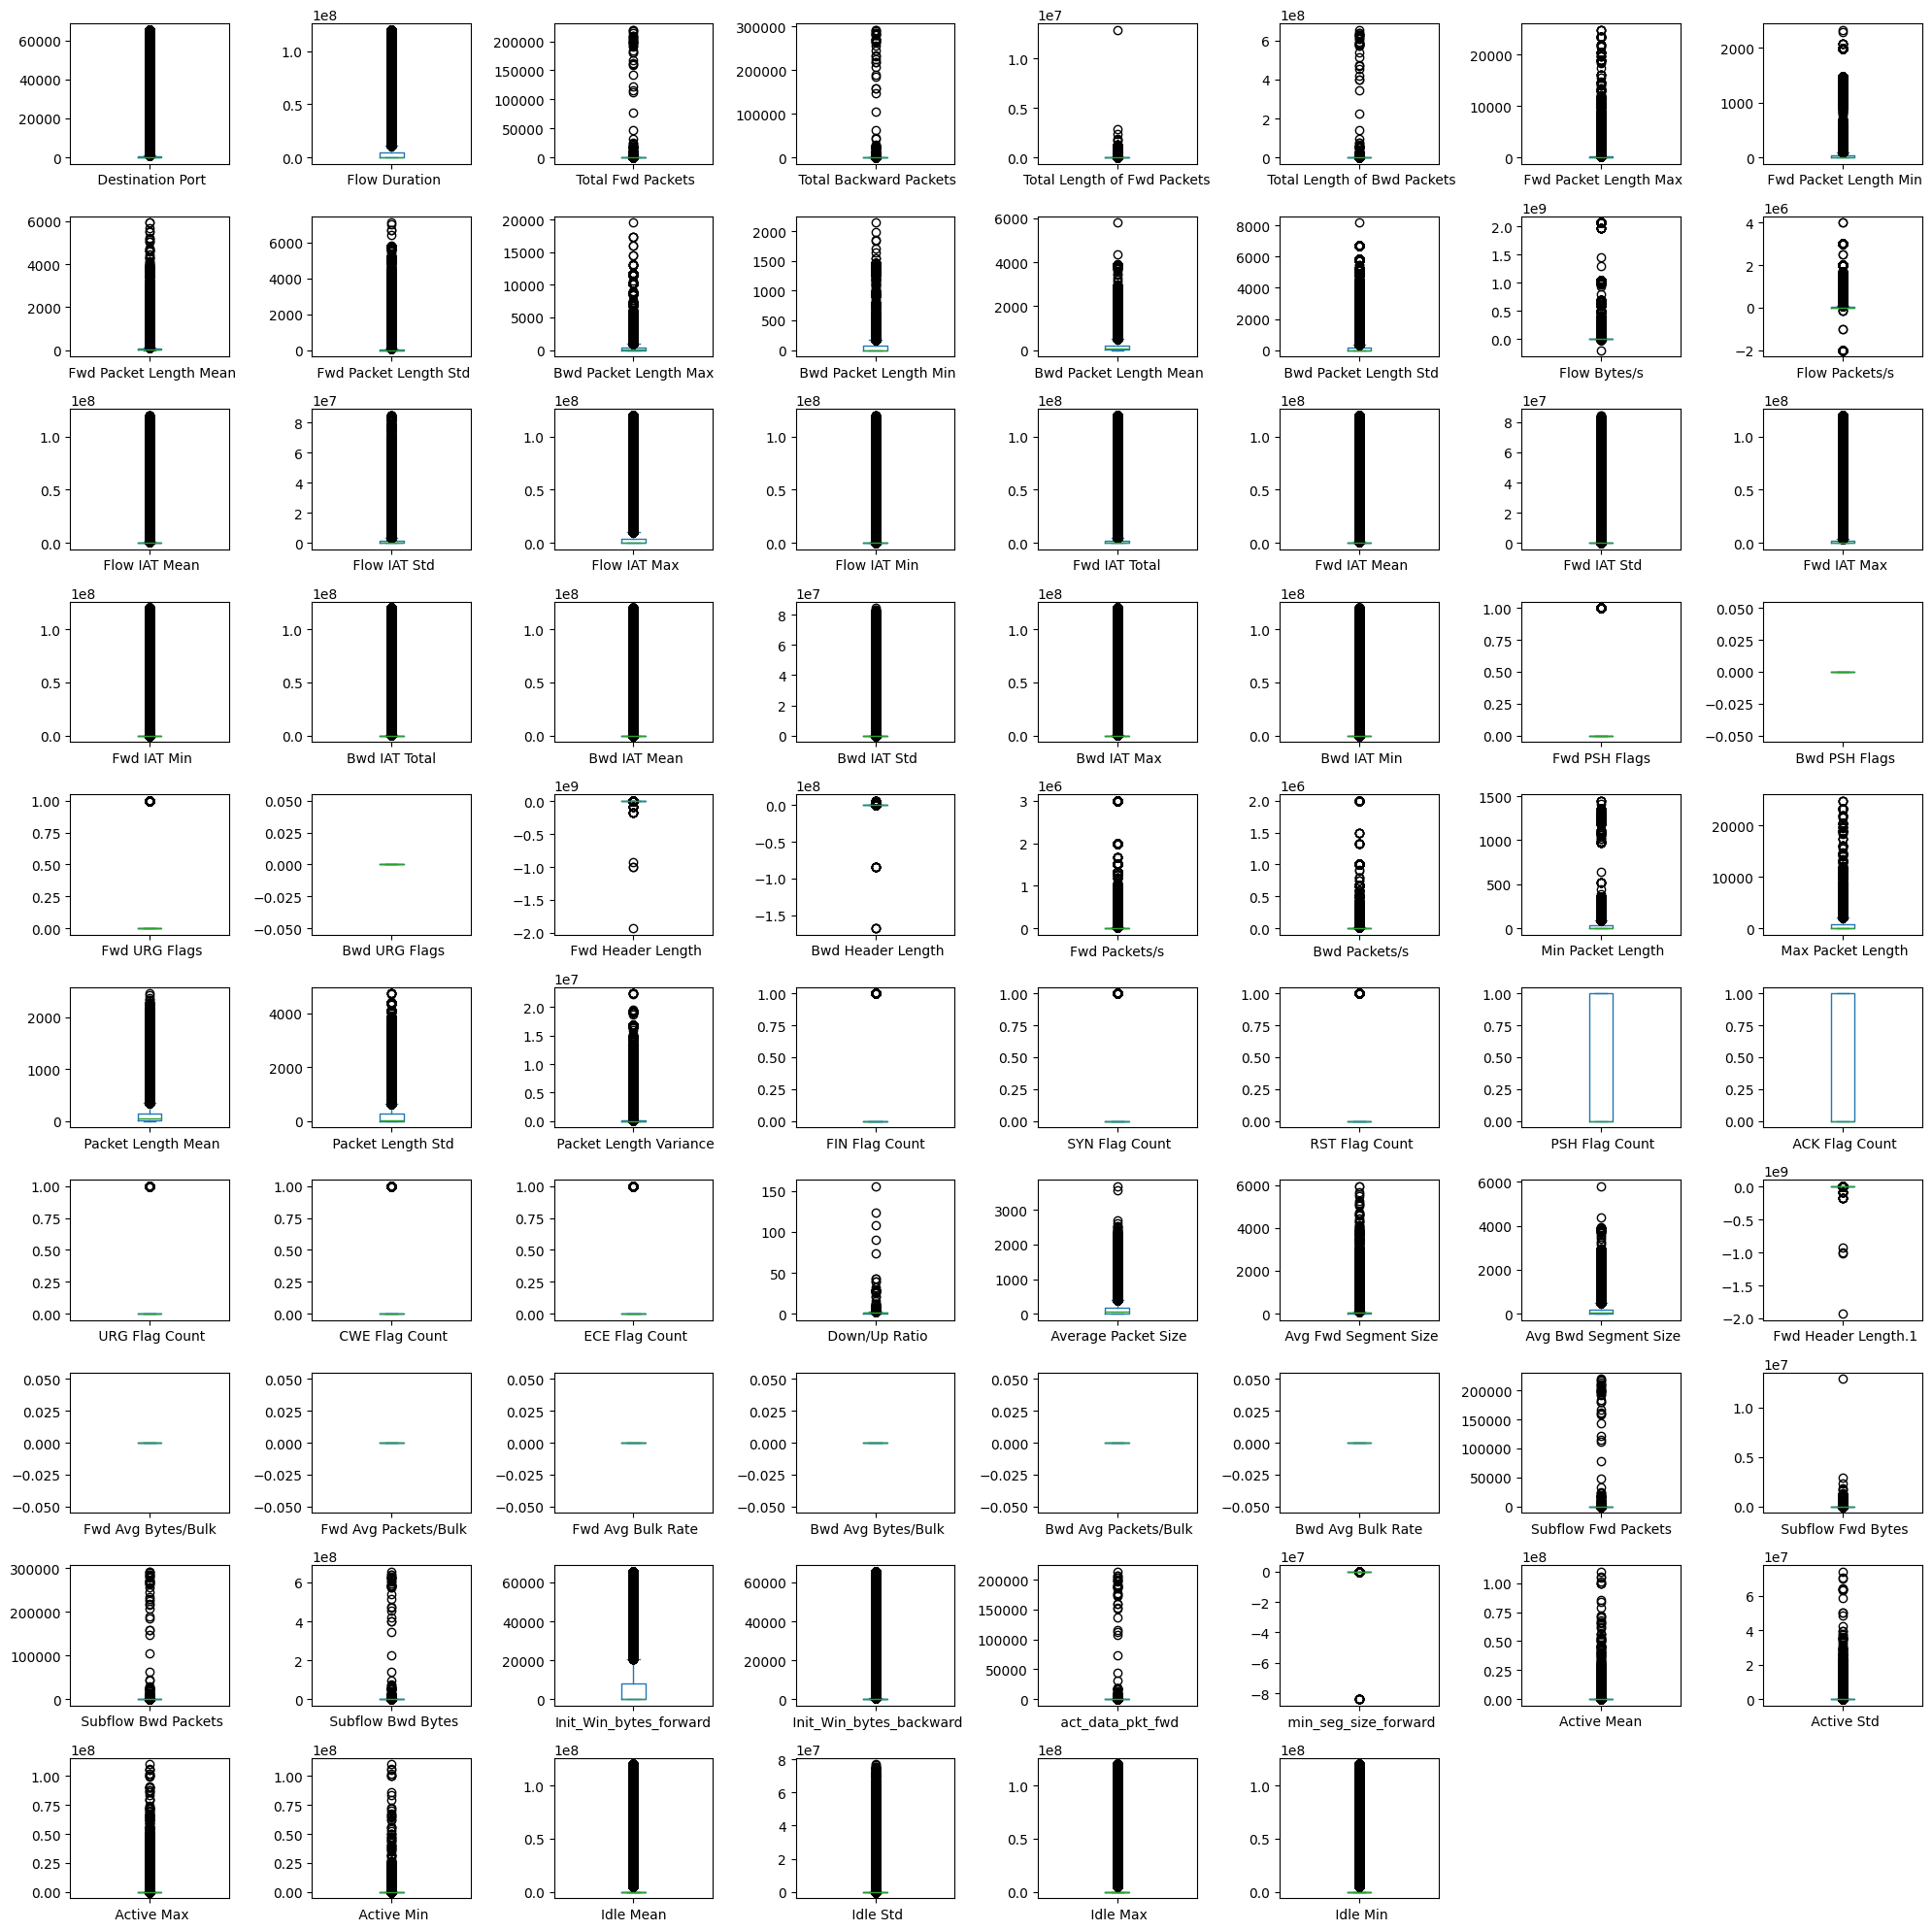 60000
40000
20000
0
Destination Port
1e8
1.0
0.5
0.0
Flow Duration
200000
150000
100000
50000
0
Total Fwd Packets
300000
200000
100000
0
Total Backward Packets
1e7
1.0
0.5
0.0
Total Length of Fwd Packets
1e8
6
4
2
0
Total Length of Bwd Packets
20000
10000
0
Fwd Packet Length Max
2000
1000
0
Fwd Packet Length Min
6000
4000
2000
0
Fwd Packet Length Mean
6000
4000
2000
0
Fwd Packet Length Std
20000
15000
10000
5000
0
Bwd Packet Length Max
2000
1500
1000
500
0
Bwd Packet Length Min
6000
4000
2000
0
Bwd Packet Length Mean
8000
6000
4000
2000
0
Bwd Packet Length Std
1e9
2.0
1.5
1.0
0.5
0.0
Flow Bytes/s
1e6
4
2
0
−2
Flow Packets/s
1e8
1.0
0.5
0.0
Flow IAT Mean
1e7
8
6
4
2
0
Flow IAT Std
1e8
1.0
0.5
0.0
Flow IAT Max
1e8
1.0
0.5
0.0
Flow IAT Min
1e8
1.0
0.5
0.0
Fwd IAT Total
1e8
1.0
0.5
0.0
Fwd IAT Mean
1e7
8
6
4
2
0
Fwd IAT Std
1e8
1.0
0.5
0.0
Fwd IAT Max
1e8
1.0
0.5
0.0
Fwd IAT Min
1e8
1.0
0.5
0.0
Bwd IAT Total
1e8
1.0
0.5
0.0
Bwd IAT Mean
1e7
8
6
4
2
0
Bwd IAT Std
1e8
1.0
0.5
0.0
Bwd IAT Max
1e8
1.0
0.5
0.0
Bwd IAT Min
1.00
0.75
0.50
0.25
0.00
Fwd PSH Flags
0.050
0.025
0.000
−0.025
−0.050
Bwd PSH Flags
1.00
0.75
0.50
0.25
0.00
Fwd URG Flags
0.050
0.025
0.000
−0.025
−0.050
Bwd URG Flags
1e9
0.0
−0.5
−1.0
−1.5
−2.0
Fwd Header Length
1e8
0.0
−0.5
−1.0
−1.5
Bwd Header Length
1e6
3
2
1
0
Fwd Packets/s
1e6
2.0
1.5
1.0
0.5
0.0
Bwd Packets/s
1500
1000
500
0
Min Packet Length
20000
10000
0
Max Packet Length
2000
1000
0
Packet Length Mean
4000
2000
0
Packet Length Std
1e7
2.5
2.0
1.5
1.0
0.5
0.0
Packet Length Variance
1.00
0.75
0.50
0.25
0.00
FIN Flag Count
1.00
0.75
0.50
0.25
0.00
SYN Flag Count
1.00
0.75
0.50
0.25
0.00
RST Flag Count
1.00
0.75
0.50
0.25
0.00
PSH Flag Count
1.00
0.75
0.50
0.25
0.00
ACK Flag Count
1.00
0.75
0.50
0.25
0.00
URG Flag Count
1.00
0.75
0.50
0.25
0.00
CWE Flag Count
1.00
0.75
0.50
0.25
0.00
ECE Flag Count
150
100
50
0
Down/Up Ratio
3000
2000
1000
0
Average Packet Size
6000
4000
2000
0
Avg Fwd Segment Size
6000
4000
2000
0
Avg Bwd Segment Size
1e9
0.0
−0.5
−1.0
−1.5
−2.0
Fwd Header Length.1
0.050
0.025
0.000
−0.025
−0.050
Fwd Avg Bytes/Bulk
0.050
0.025
0.000
−0.025
−0.050
Fwd Avg Packets/Bulk
0.050
0.025
0.000
−0.025
−0.050
Fwd Avg Bulk Rate
0.050
0.025
0.000
−0.025
−0.050
Bwd Avg Bytes/Bulk
0.050
0.025
0.000
−0.025
−0.050
Bwd Avg Packets/Bulk
0.050
0.025
0.000
−0.025
−0.050
Bwd Avg Bulk Rate
200000
150000
100000
50000
0
Subflow Fwd Packets
1e7
1.0
0.5
0.0
Subflow Fwd Bytes
300000
200000
100000
0
Subflow Bwd Packets
1e8
6
4
2
0
Subflow Bwd Bytes
60000
40000
20000
0
Init_Win_bytes_forward
60000
40000
20000
0
Init_Win_bytes_backward
200000
150000
100000
50000
0
act_data_pkt_fwd
1e7
0
−2
−4
−6
−8
min_seg_size_forward
1e8
1.00
0.75
0.50
0.25
0.00
Active Mean
1e7
6
4
2
0
Active Std
1e8
1.00
0.75
0.50
0.25
0.00
Active Max
1e8
1.00
0.75
0.50
0.25
0.00
Active Min
1e8
1.0
0.5
0.0
Idle Mean
1e7
8
6
4
2
0
Idle Std
1e8
1.0
0.5
0.0
Idle Max
1e8
1.0
0.5
0.0
Idle Min